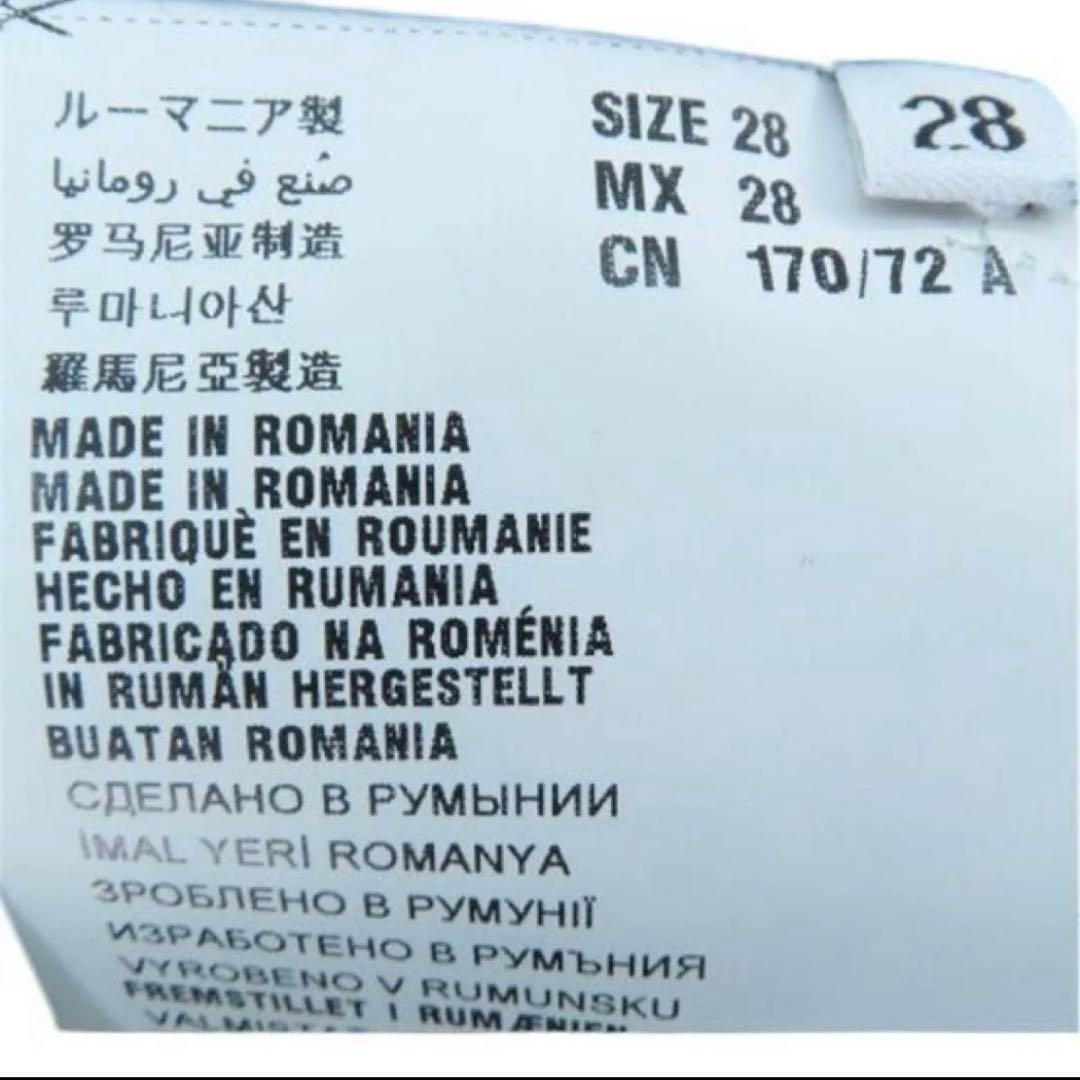 ルーマニア製
صُنع في رومانيا
罗马尼亚制造
루마니아산
羅馬尼亞製造
MADE IN ROMANIA
MADE IN ROMANIA
FABRIQUÈ EN ROUMANIE
HECHO EN RUMANIA
FABRICADO NA ROMÉNIA
IN RUMÄN HERGESTELLT
BUATAN ROMANIA
СДЕЛАНО В РУМЫНИИ
İMAL YERİ ROMANYA
ЗРОБЛЕНО В РУМУНІЇ
ИЗРАБОТЕНО В РУМЪНИЯ
VYROBENO V RUMUNSKU
FREMSTILLET I RUMÆNIEN
SIZE 28
MX 28
CN 170/72 A
28